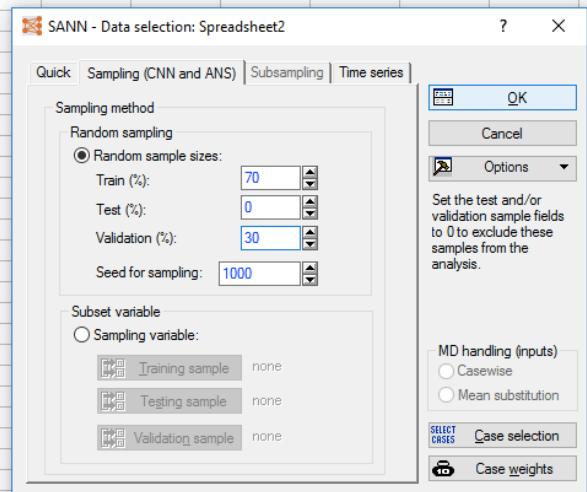 SANN - Data selection: Spreadsheet2 ?
Quick Sampling (CNN and ANS) Subsampling Time series
Sampling method
Random sampling
Random sample sizes:
Train (%): 70
Test (%): 0
Validation (%): 30
Seed for sampling: 1000
Subset variable
Sampling variable:
Training sample none
Testing sample none
Validation sample none
OK
Cancel
Options
Set the test and/or
validation sample fields
to 0 to exclude these
samples from the
analysis.
MD handling (inputs)
Casewise
Mean substitution
SELECT CASES Case selection
10 Case weights